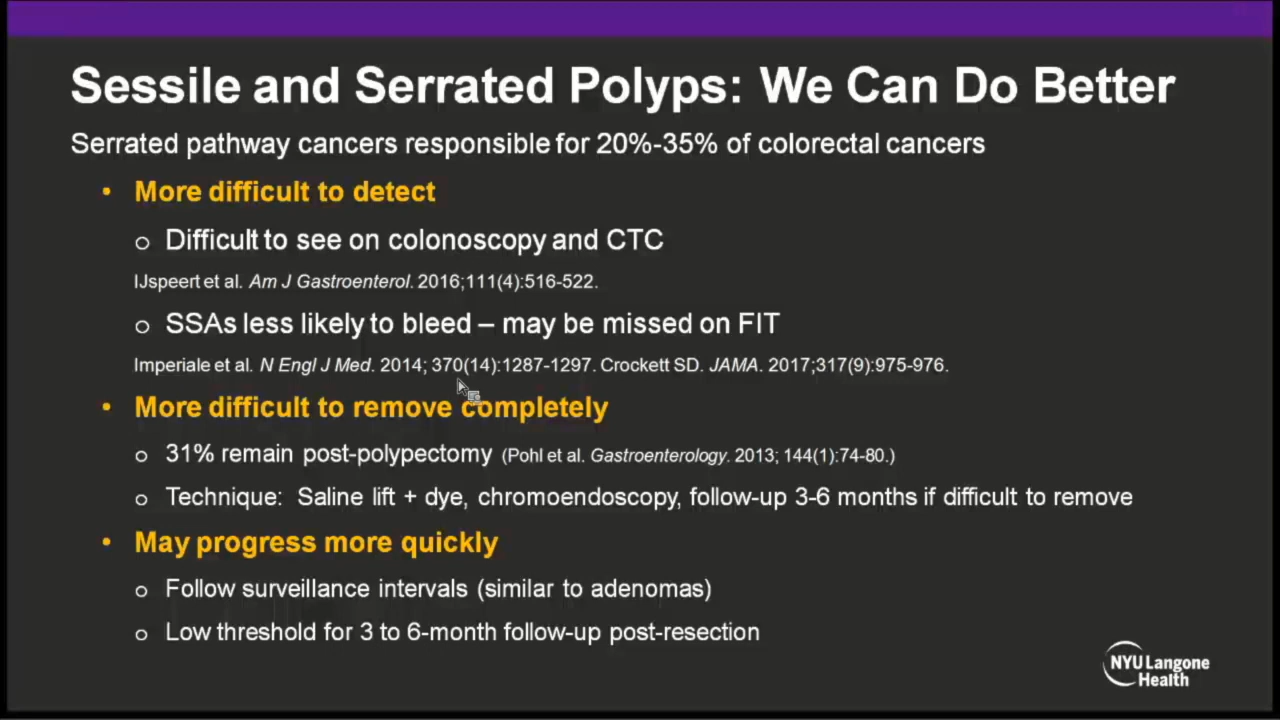 Sessile and Serrated Polyps: We Can Do Better
Serrated pathway cancers responsible for 20%-35% of colorectal cancers
• More difficult to detect
o Difficult to see on colonoscopy and CTC
IJspeert et al. Am J Gastroenterol. 2016;111(4):516-522.
o SSAs less likely to bleed – may be missed on FIT
Imperiale et al. N Engl J Med. 2014; 370(14):1287-1297. Crockett SD. JAMA. 2017;317(9):975-976.
• More difficult to remove completely
o 31% remain post-polypectomy (Pohl et al. Gastroenterology. 2013; 144(1):74-80.)
o Technique: Saline lift + dye, chromoendoscopy, follow-up 3-6 months if difficult to remove
• May progress more quickly
o Follow surveillance intervals (similar to adenomas)
o Low threshold for 3 to 6-month follow-up post-resection
NYU Langone
Health